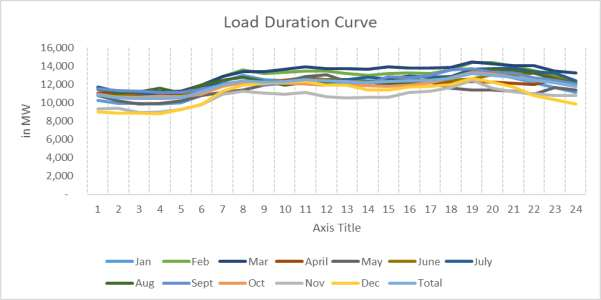 Load Duration Curve
16,000
14,000
12,000
10,000
8,000
6,000
4,000
2,000
-
in MW
1 2 3 4 5 6 7 8 9 10 11 12 13 14 15 16 17 18 19 20 21 22 23 24
Axis Title
Jan Feb Mar April May June July
Aug Sept Oct Nov Dec Total